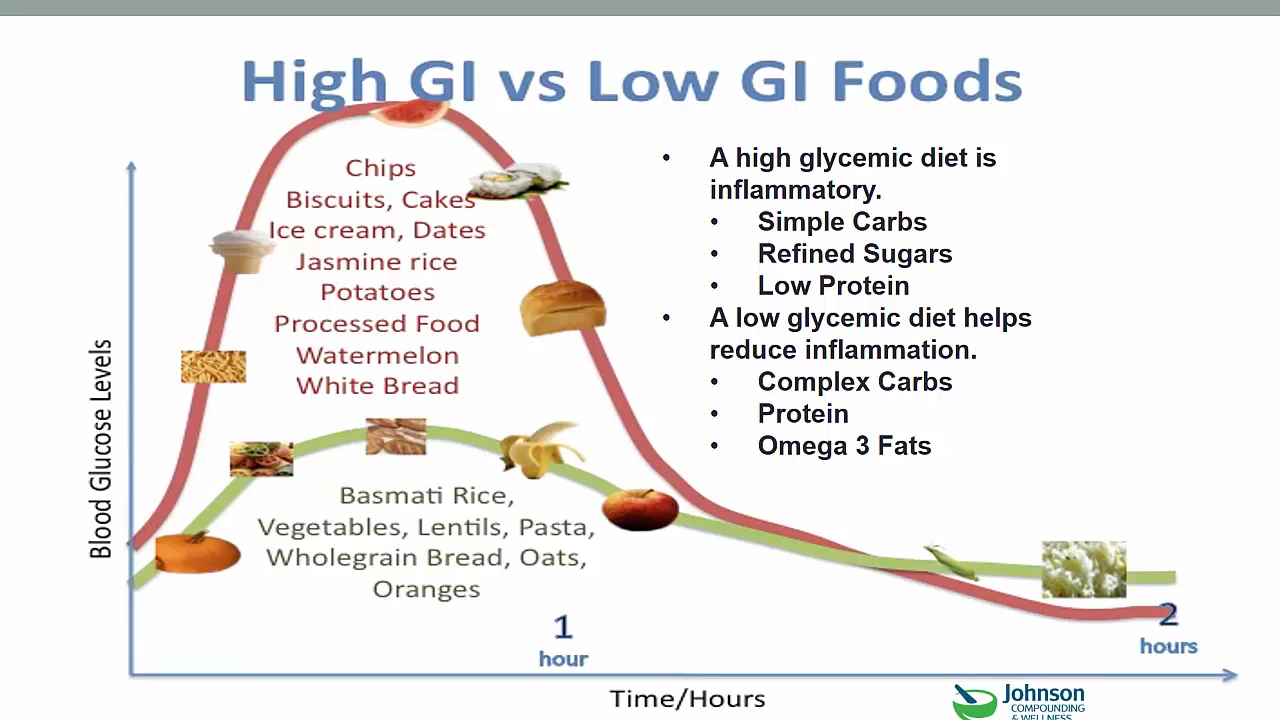 High GI vs Low GI Foods
Chips
Biscuits, Cakes
Ice cream, Dates
Jasmine rice
Potatoes
Processed Food
Watermelon
White Bread
• A high glycemic diet is
inflammatory.
• Simple Carbs
• Refined Sugars
• Low Protein
• A low glycemic diet helps
reduce inflammation.
• Complex Carbs
• Protein
• Omega 3 Fats
Blood Glucose Levels
Basmati Rice,
Vegetables, Lentils, Pasta,
Wholegrain Bread, Oats,
Oranges
1
hour
2
hours
Time/Hours
Johnson
COMPOUNDING
& WELLNESS